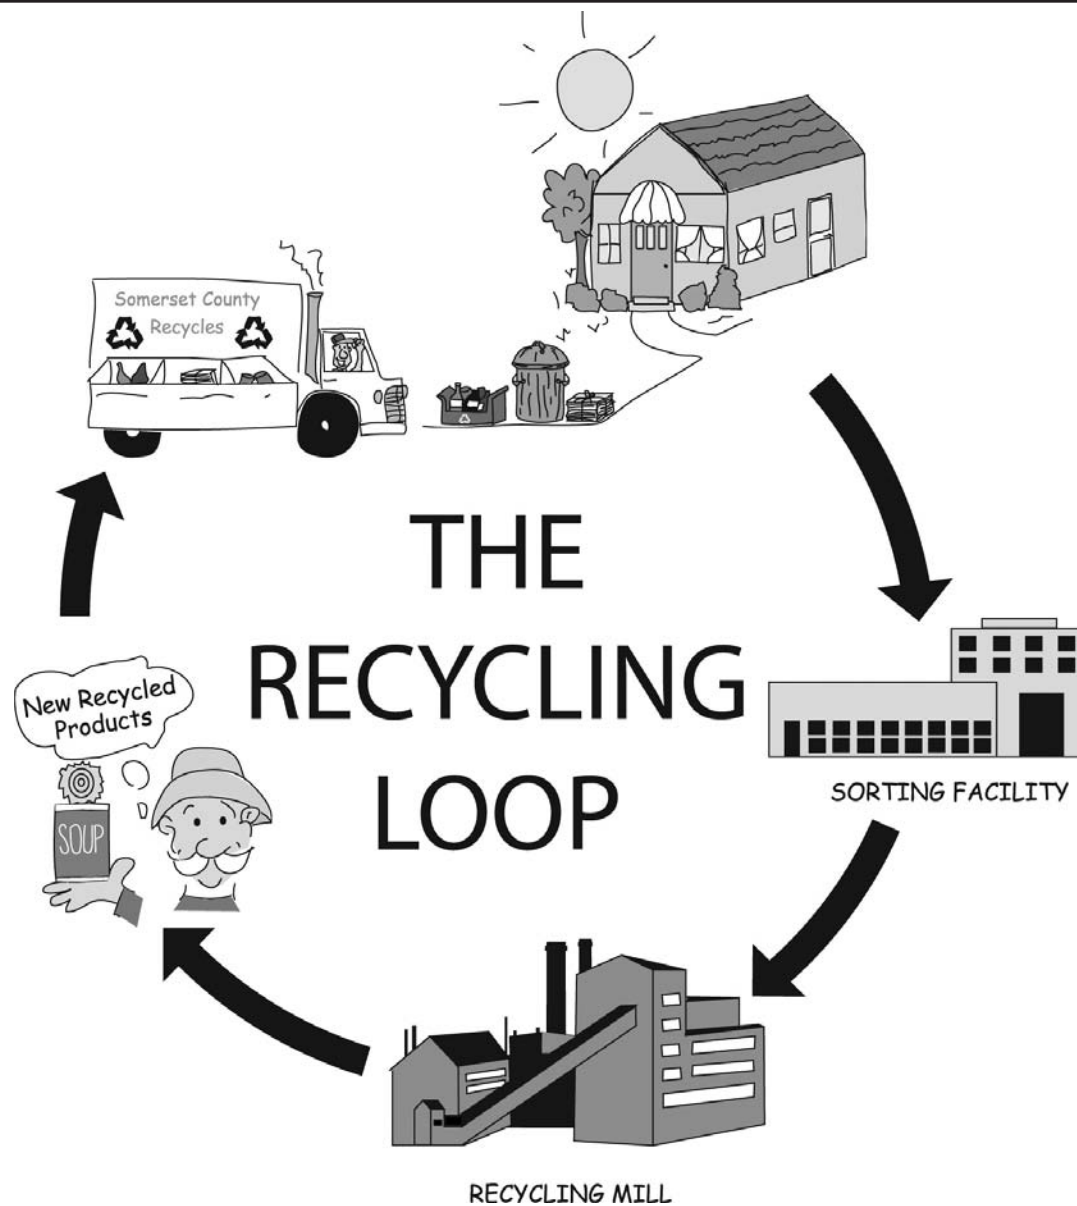 Somerset County
Recycles
THE
RECYCLING
LOOP
New Recycled
Products
SOUP
SORTING FACILITY
RECYCLING MILL